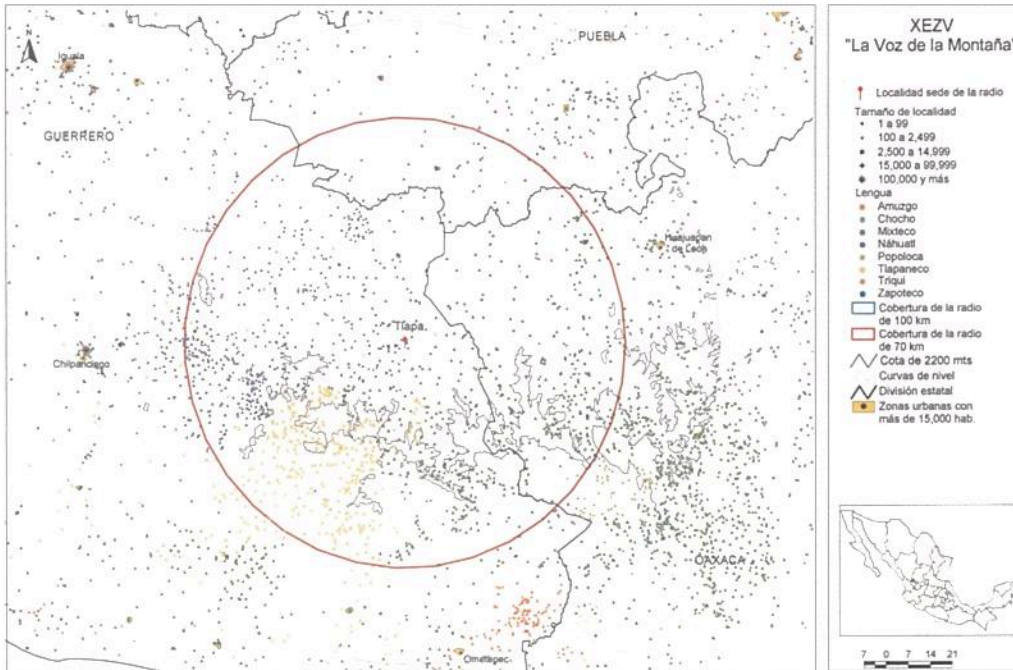 N
Iguala
PUEBLA
GUERRERO
Huajuapan
de León
Tlapa
Chilpancingo
OAXACA
Ometepec
XEZV
"La Voz de la Montaña"
Localidad sede de la radio
Tamaño de localidad
1 a 99
100 a 2,499
2,500 a 14,999
15,000 a 99,999
100,000 y más
Lengua
Amuzgo
Chocho
Mixteco
Náhuatl
Popoloca
Tlapaneco
Triqui
Zapoteco
Cobertura de la radio
de 100 km
Cobertura de la radio
de 70 km
Cota de 2200 mts
Curvas de nivel
División estatal
Zonas urbanas con
más de 15,000 hab.
7 0 7 14 21